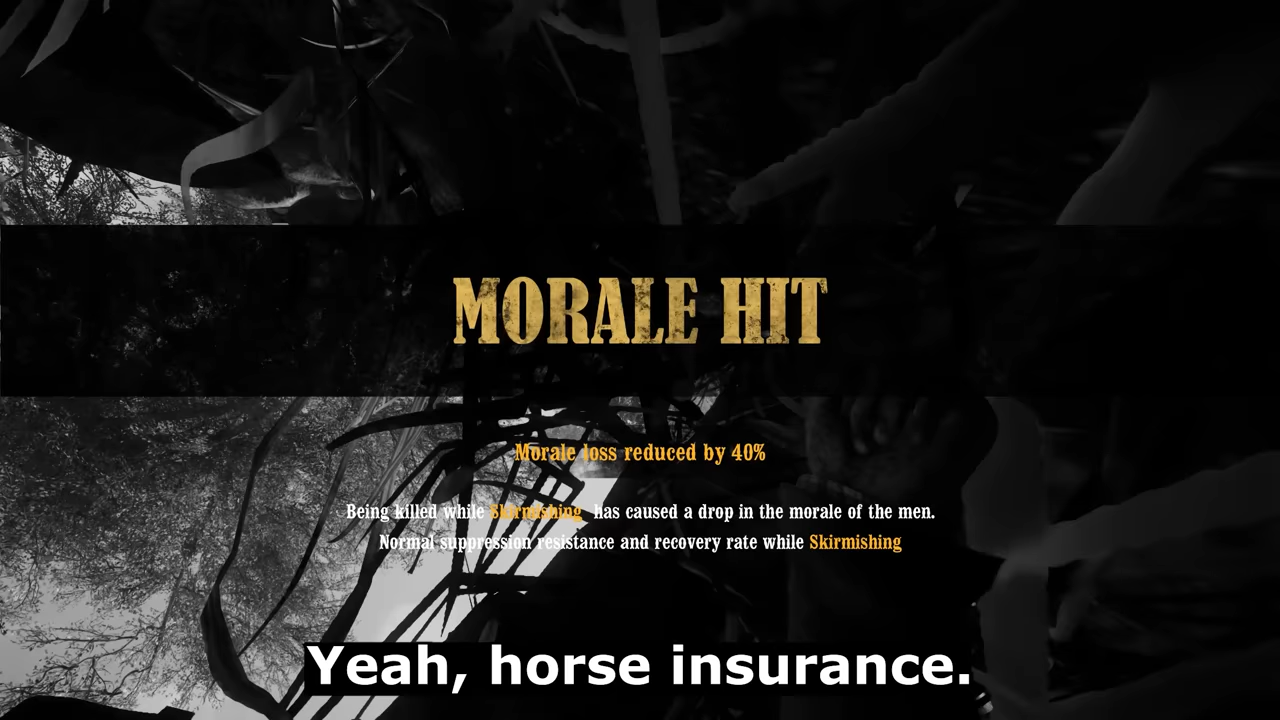 MORALE HIT
Morale loss reduced by 40%
Being killed while Skirmishing has caused a drop in the morale of the men.
Normal suppression resistance and recovery rate while Skirmishing
Yeah, horse insurance.